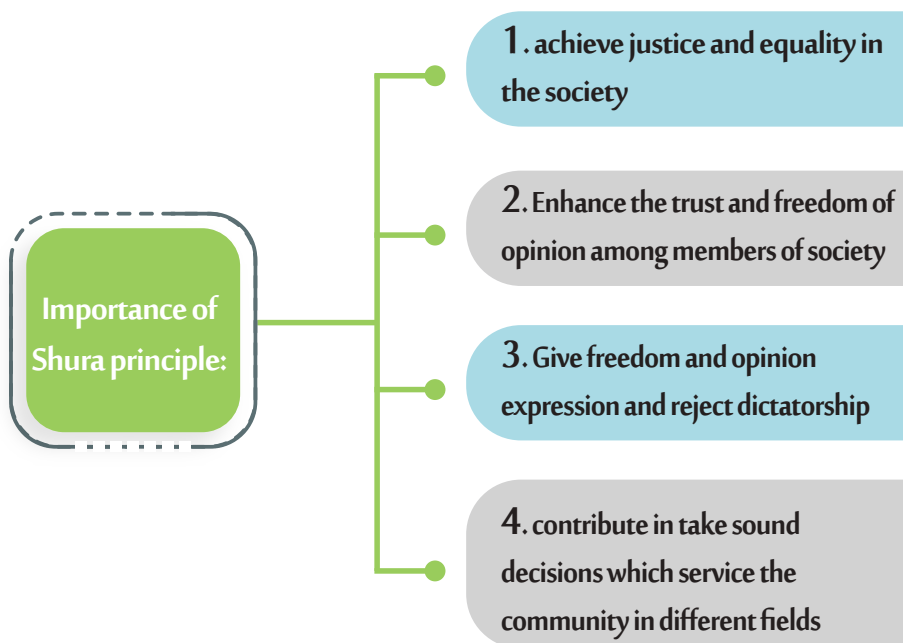 Importance of
Shura principle:
1. achieve justice and equality in
the society
2. Enhance the trust and freedom of
opinion among members of society
3. Give freedom and opinion
expression and reject dictatorship
4. contribute in take sound
decisions which service the
community in different fields